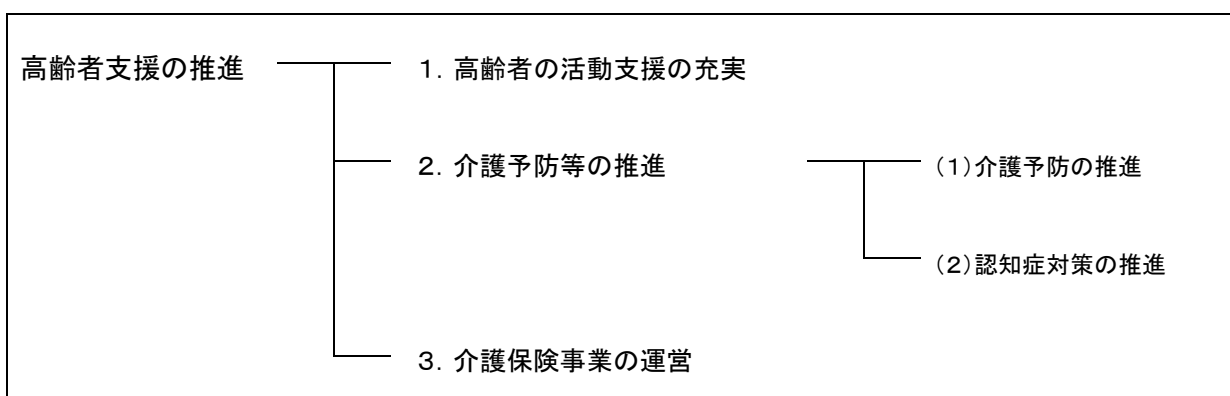 高齢者支援の推進 1. 高齢者の活動支援の充実
2. 介護予防等の推進 (1)介護予防の推進
(2)認知症対策の推進
3. 介護保険事業の運営